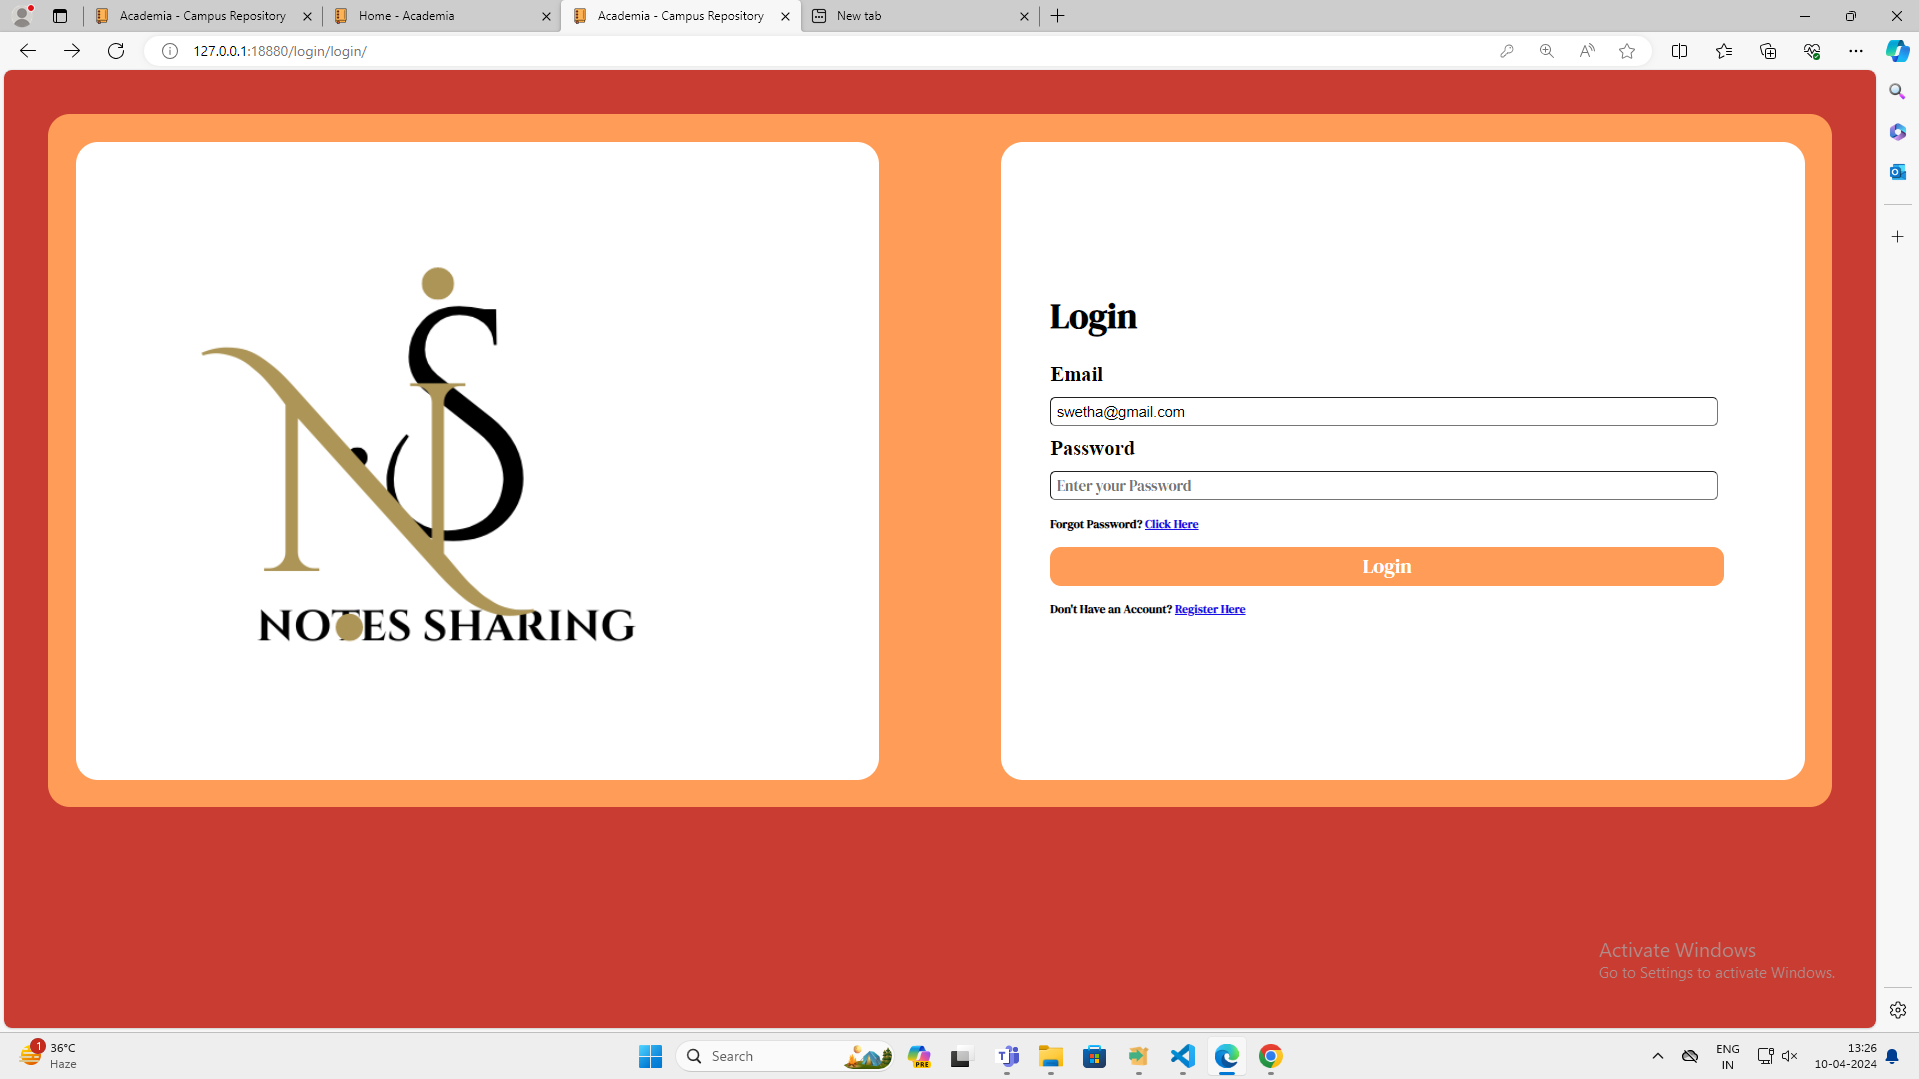 Academia - Campus Repository
Home - Academia
Academia - Campus Repository
New tab
127.0.0.1:18880/login/login/
NS
NOTES SHARING
Login
Email
swetha@gmail.com
Password
Enter your Password
Forgot Password? Click Here
Login
Don't Have an Account? Register Here
Activate Windows
Go to Settings to activate Windows.
1
36°C
Haze
Search
PRE
ENG
IN
13:26
10-04-2024